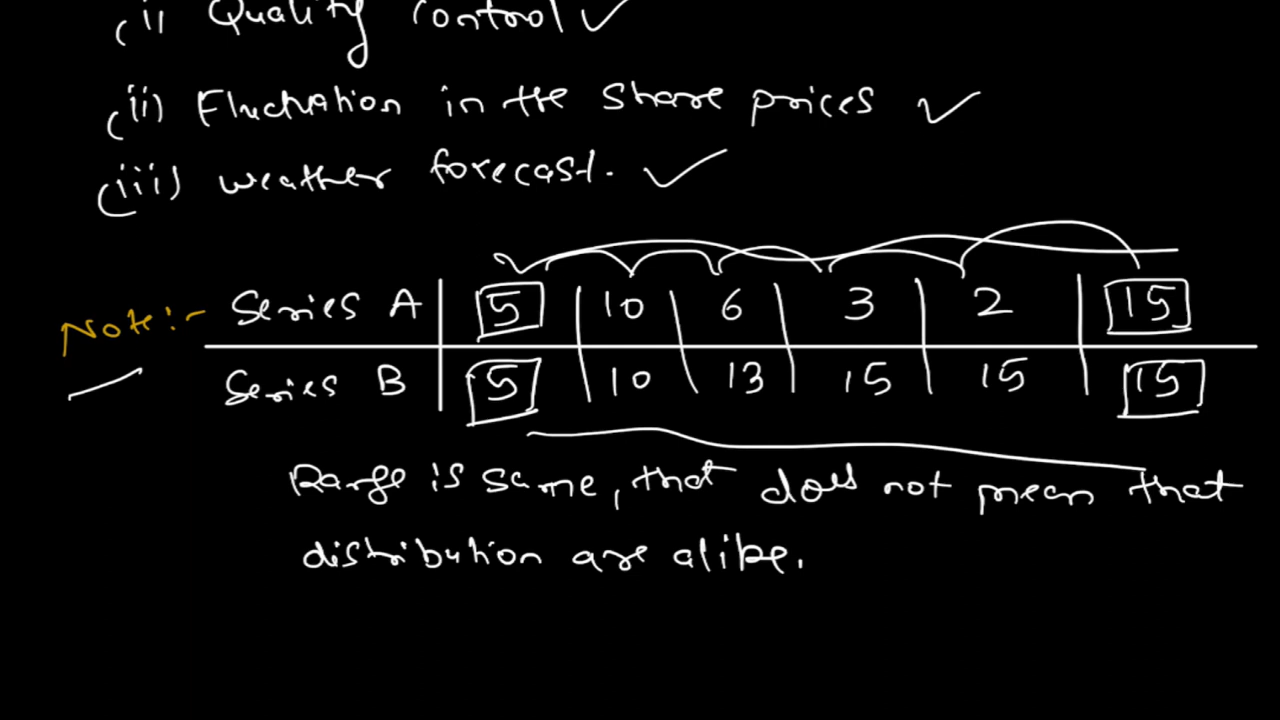 (i) Quality control ✓
(ii) Fluctuation in the share prices ✓
(iii) weather forecast. ✓
Note:- Series A | 5 | 10 | 6 | 3 | 2 | 15
Series B | 5 | 10 | 13 | 15 | 15 | 15
Range is same, that does not mean that
distribution are alike.